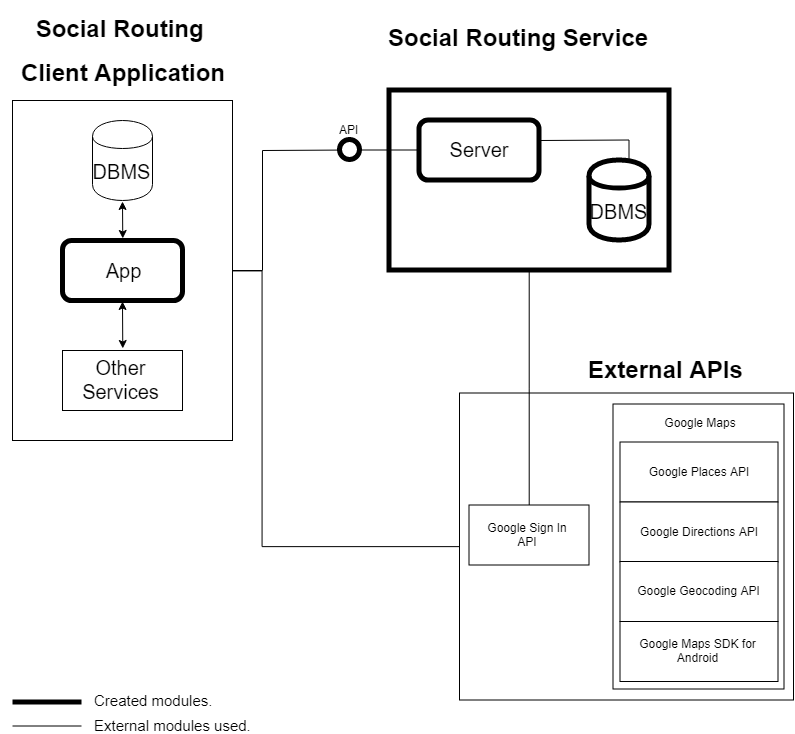 Social Routing
Client Application
DBMS
App
Other
Services
API
Social Routing Service
Server
DBMS
External APIs
Google Sign In
API
Google Maps
Google Places API
Google Directions API
Google Geocoding API
Google Maps SDK for
Android
Created modules.
External modules used.